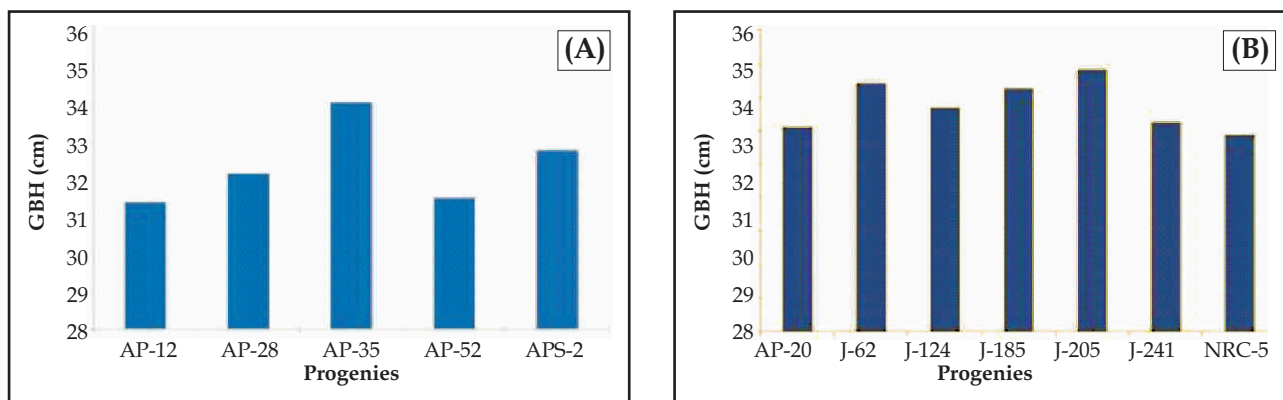 (A)
GBH (cm)
36
35
34
33
32
31
30
29
28
AP-12 AP-28 AP-35 AP-52 APS-2
Progenies
(B)
GBH (cm)
36
35
34
33
32
31
30
29
28
AP-20 J-62 J-124 J-185 J-205 J-241 NRC-5
Progenies